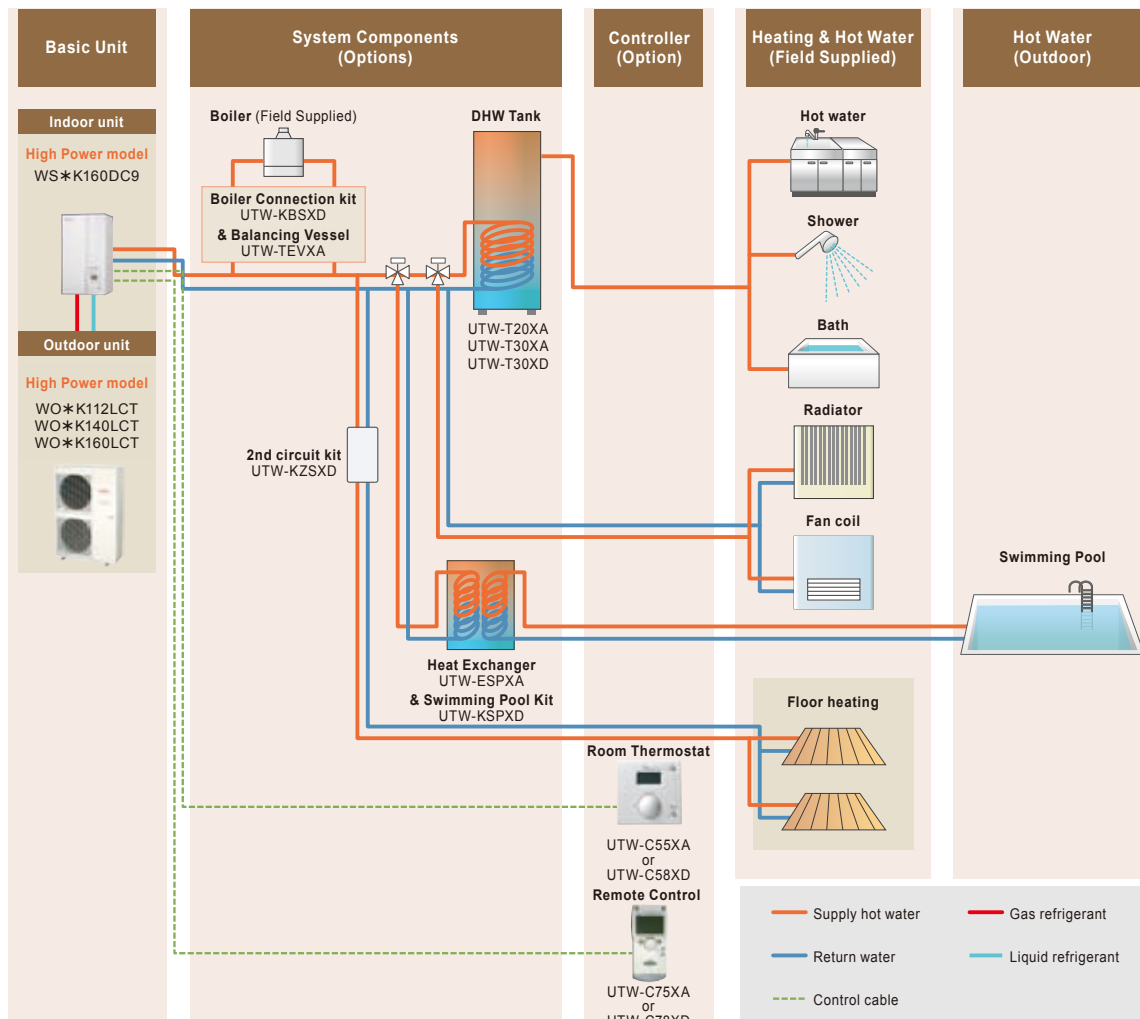 Basic Unit
System Components
(Options)
Controller
(Option)
Heating & Hot Water
(Field Supplied)
Hot Water
(Outdoor)
Indoor unit
High Power model
WS*K160DC9
Outdoor unit
High Power model
WO*K112LCT
WO*K140LCT
WO*K160LCT
Boiler (Field Supplied)
Boiler Connection kit
UTW-KBSXD
& Balancing Vessel
UTW-TEVXA
DHW Tank
UTW-T20XA
UTW-T30XA
UTW-T30XD
2nd circuit kit
UTW-KZSXD
Heat Exchanger
UTW-ESPXA
& Swimming Pool Kit
UTW-KSPXD
Room Thermostat
UTW-C55XA
or
UTW-C58XD
Remote Control
UTW-C75XA
or
UTW-C78XD
Hot water
Shower
Bath
Radiator
Fan coil
Floor heating
Swimming Pool
Supply hot water
Gas refrigerant
Return water
Liquid refrigerant
Control cable